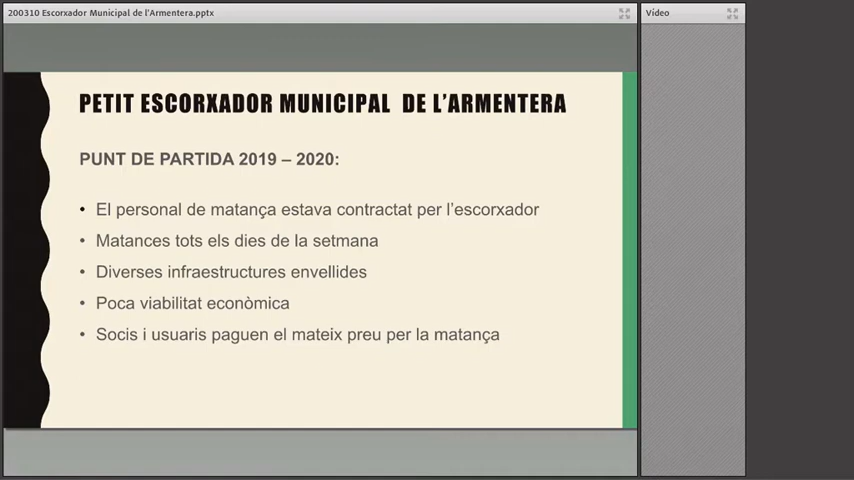 200310 Escorxador Municipal de l'Armentera.pptx
Vídeo
PETIT ESCORXADOR MUNICIPAL DE L'ARMENTERA
PUNT DE PARTIDA 2019 – 2020:
• El personal de matança estava contractat per l'escorxador
• Matances tots els dies de la setmana
• Diverses infraestructures envellides
• Poca viabilitat econòmica
• Socis i usuaris paguen el mateix preu per la matança